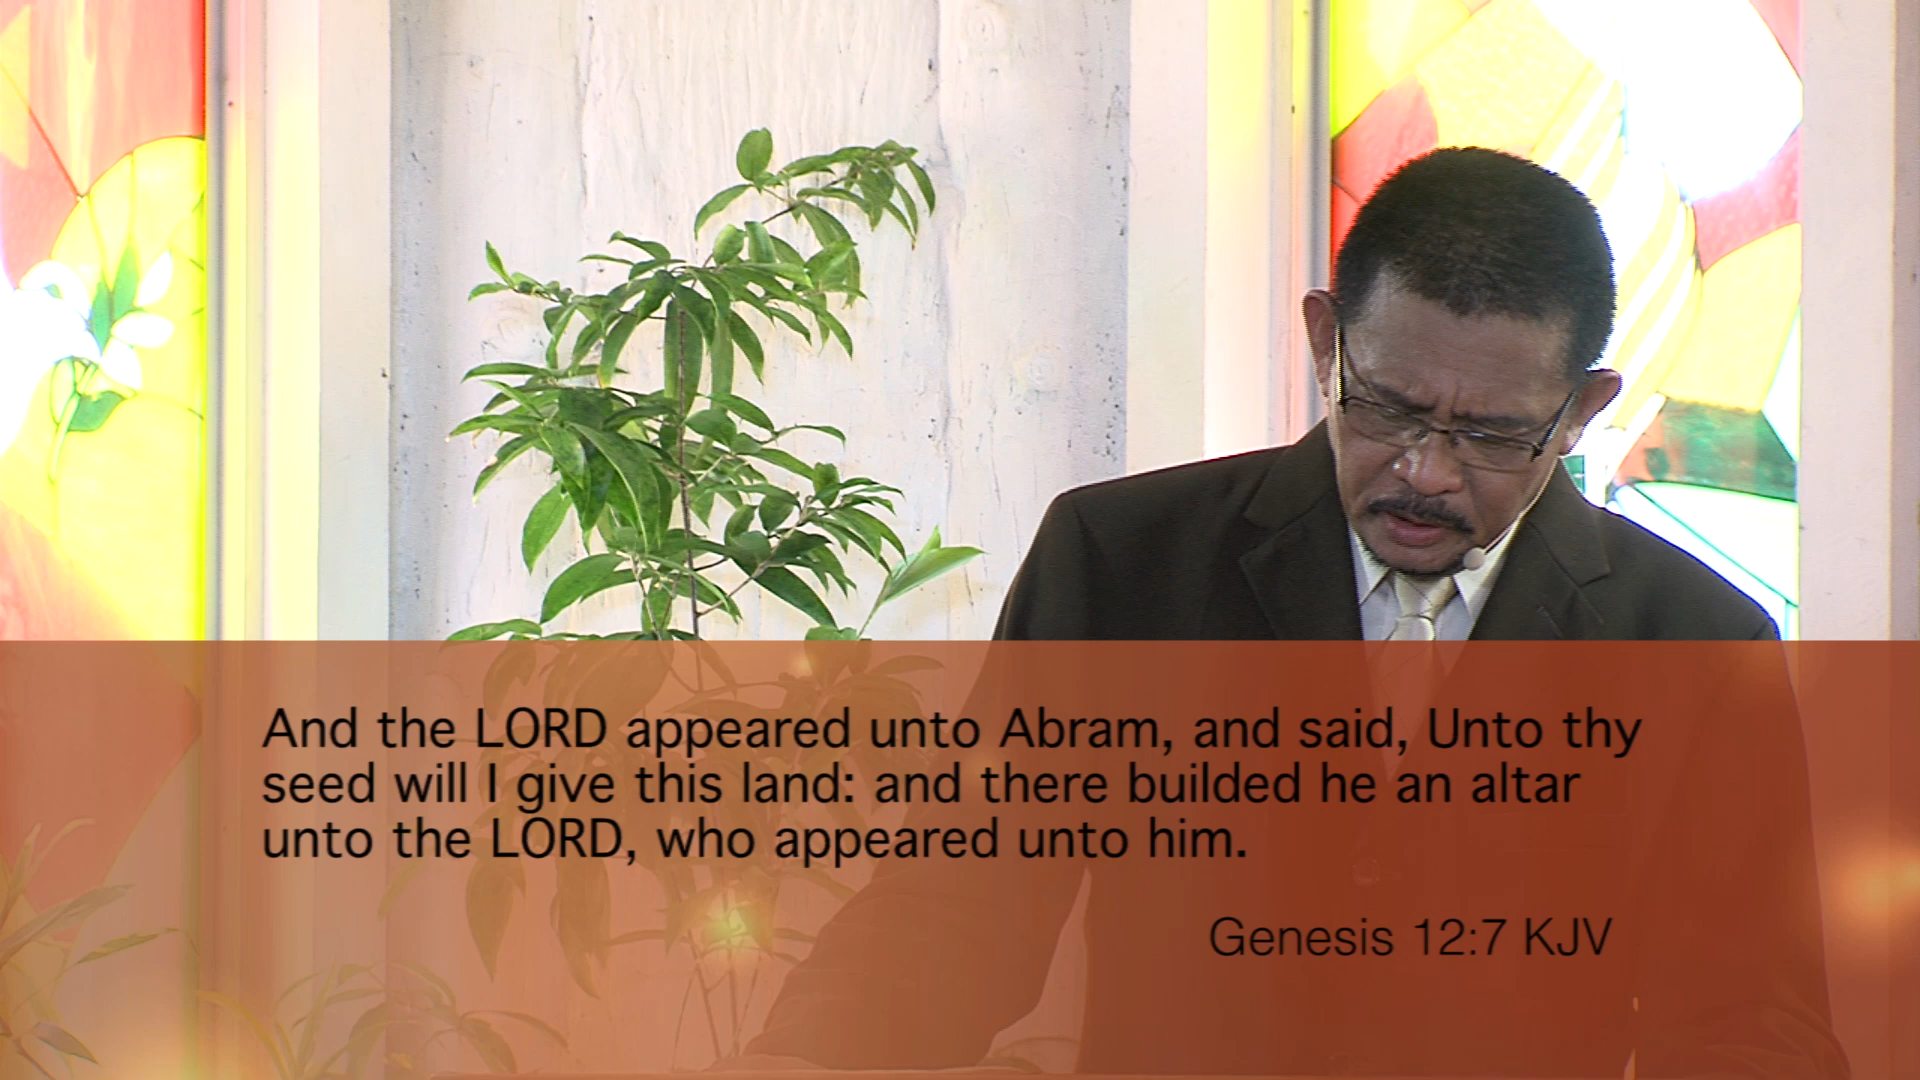 And the LORD appeared unto Abram, and said, Unto thy
seed will I give this land: and there builded he an altar
unto the LORD, who appeared unto him.
Genesis 12:7 KJV